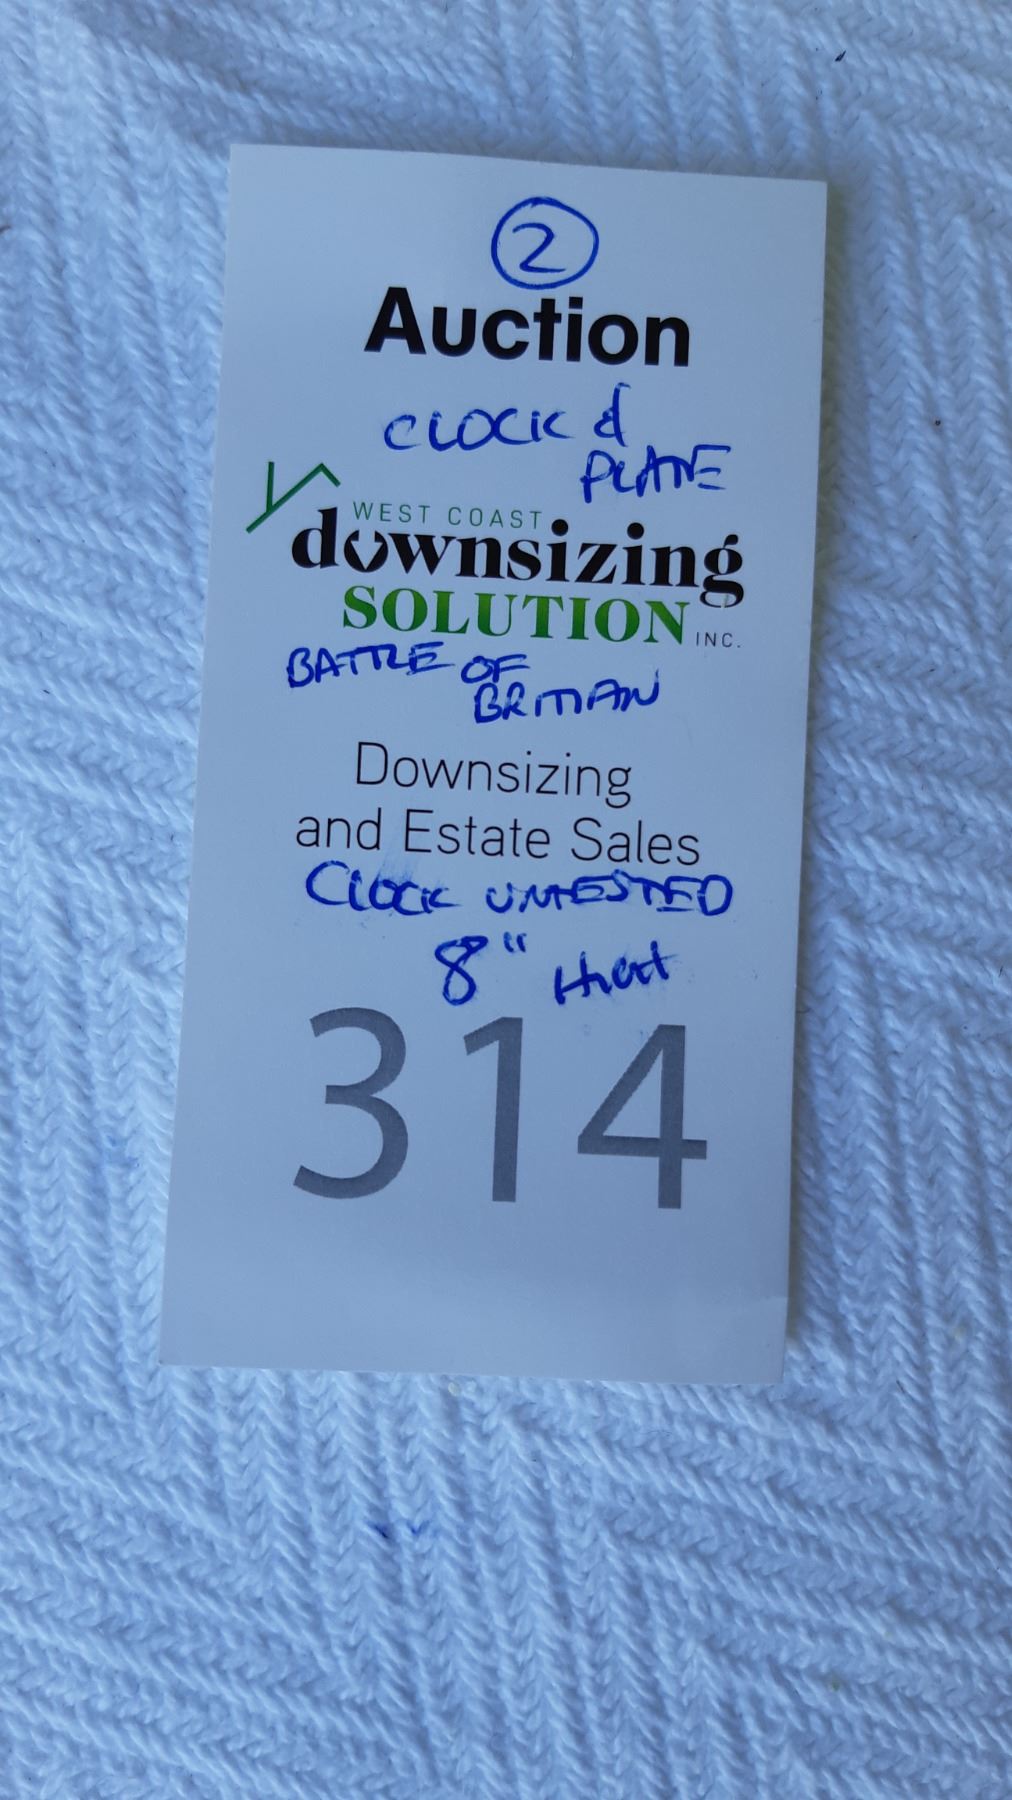 2
Auction
CLOCK &
PLATE
WEST COAST
downsizing
SOLUTION INC.
BATTLE OF
BRITIAN
Downsizing
and Estate Sales
CLOCK UNTESTED
8"
314